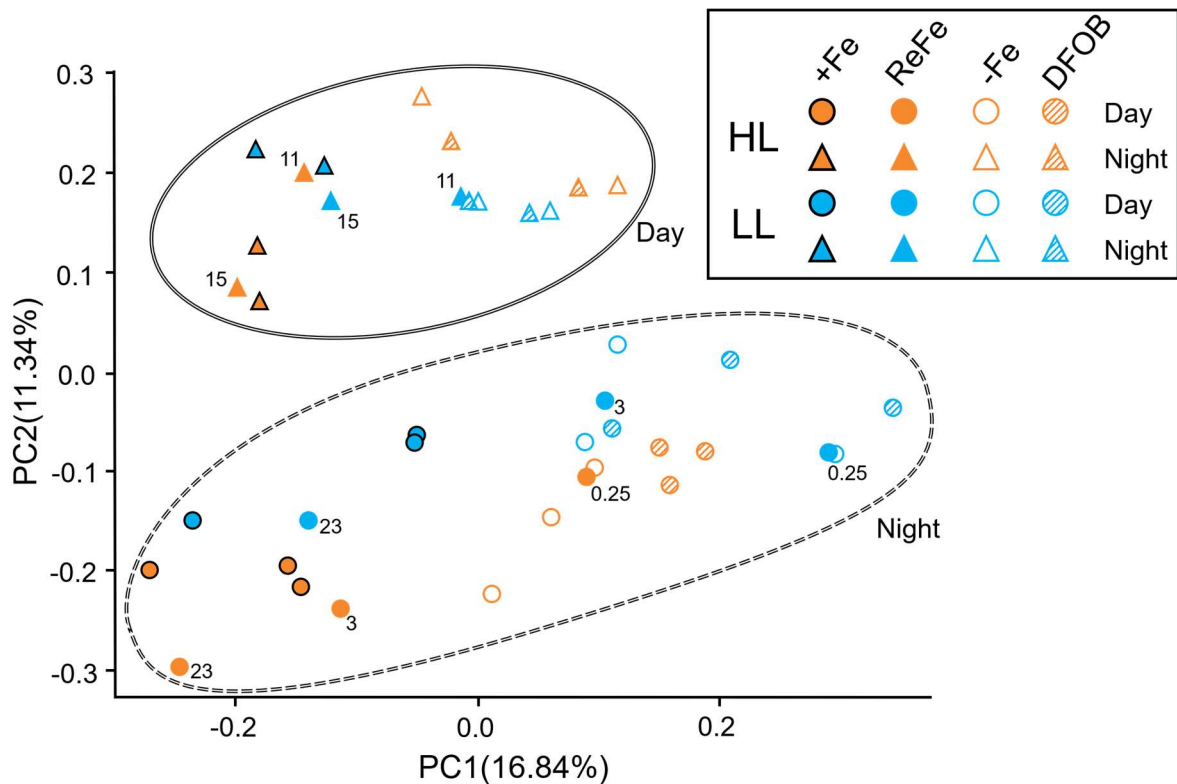 +Fe ReFe -Fe DFOB
HL Day
Night
LL Day
Night
0.3
0.2
0.1
0.0
-0.1
-0.2
-0.3
PC2(11.34%)
11
15
11
15
Day
3
0.25
0.25
23
3
23
Night
-0.2 0.0 0.2
PC1(16.84%)